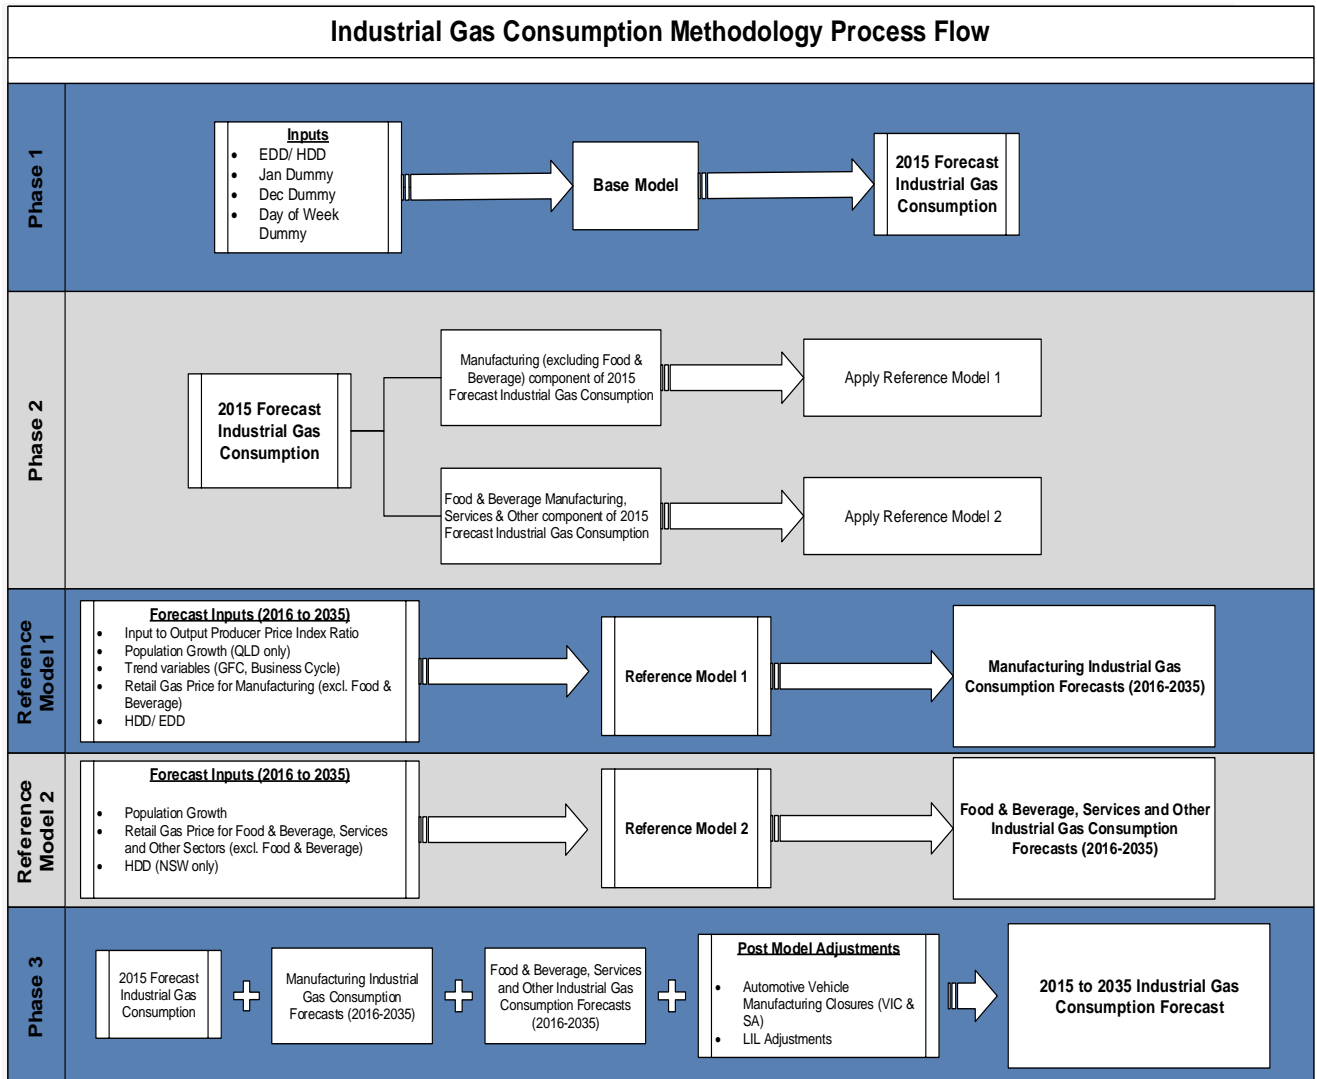 Industrial Gas Consumption Methodology Process Flow
Phase 1
Inputs
• EDD/ HDD
• Jan Dummy
• Dec Dummy
• Day of Week
Dummy
Base Model
2015 Forecast
Industrial Gas
Consumption
Phase 2
2015 Forecast
Industrial Gas
Consumption
Manufacturing (excluding Food &
Beverage) component of 2015
Forecast Industrial Gas Consumption
Apply Reference Model 1
Food & Beverage Manufacturing,
Services & Other component of 2015
Forecast Industrial Gas Consumption
Apply Reference Model 2
Reference
Model 1
Forecast Inputs (2016 to 2035)
• Input to Output Producer Price Index Ratio
• Population Growth (QLD only)
• Trend variables (GFC, Business Cycle)
• Retail Gas Price for Manufacturing (excl. Food &
Beverage)
• HDD/ EDD
Reference Model 1
Manufacturing Industrial Gas
Consumption Forecasts (2016-2035)
Reference
Model 2
Forecast Inputs (2016 to 2035)
• Population Growth
• Retail Gas Price for Food & Beverage, Services
and Other Sectors (excl. Food & Beverage)
• HDD (NSW only)
Reference Model 2
Food & Beverage, Services and Other
Industrial Gas Consumption
Forecasts (2016-2035)
Phase 3
2015 Forecast
Industrial Gas
Consumption
Manufacturing Industrial
Gas Consumption
Forecasts (2016-2035)
Food & Beverage, Services
and Other Industrial Gas
Consumption Forecasts
(2016-2035)
Post Model Adjustments
• Automotive Vehicle
Manufacturing Closures (VIC &
SA)
• LIL Adjustments
2015 to 2035 Industrial Gas
Consumption Forecast